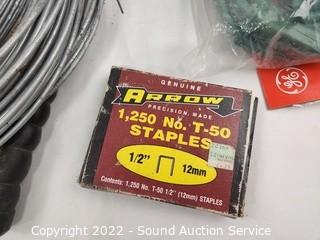 GENUINE
ARROW
PRECISION MADE
1,250 No. T-50
STAPLES
1/2"
12mm
Contents: 1,250 No. T-50 1/2" (12mm) STAPLES
GE
Copyright 2022 - Sound Auction Service